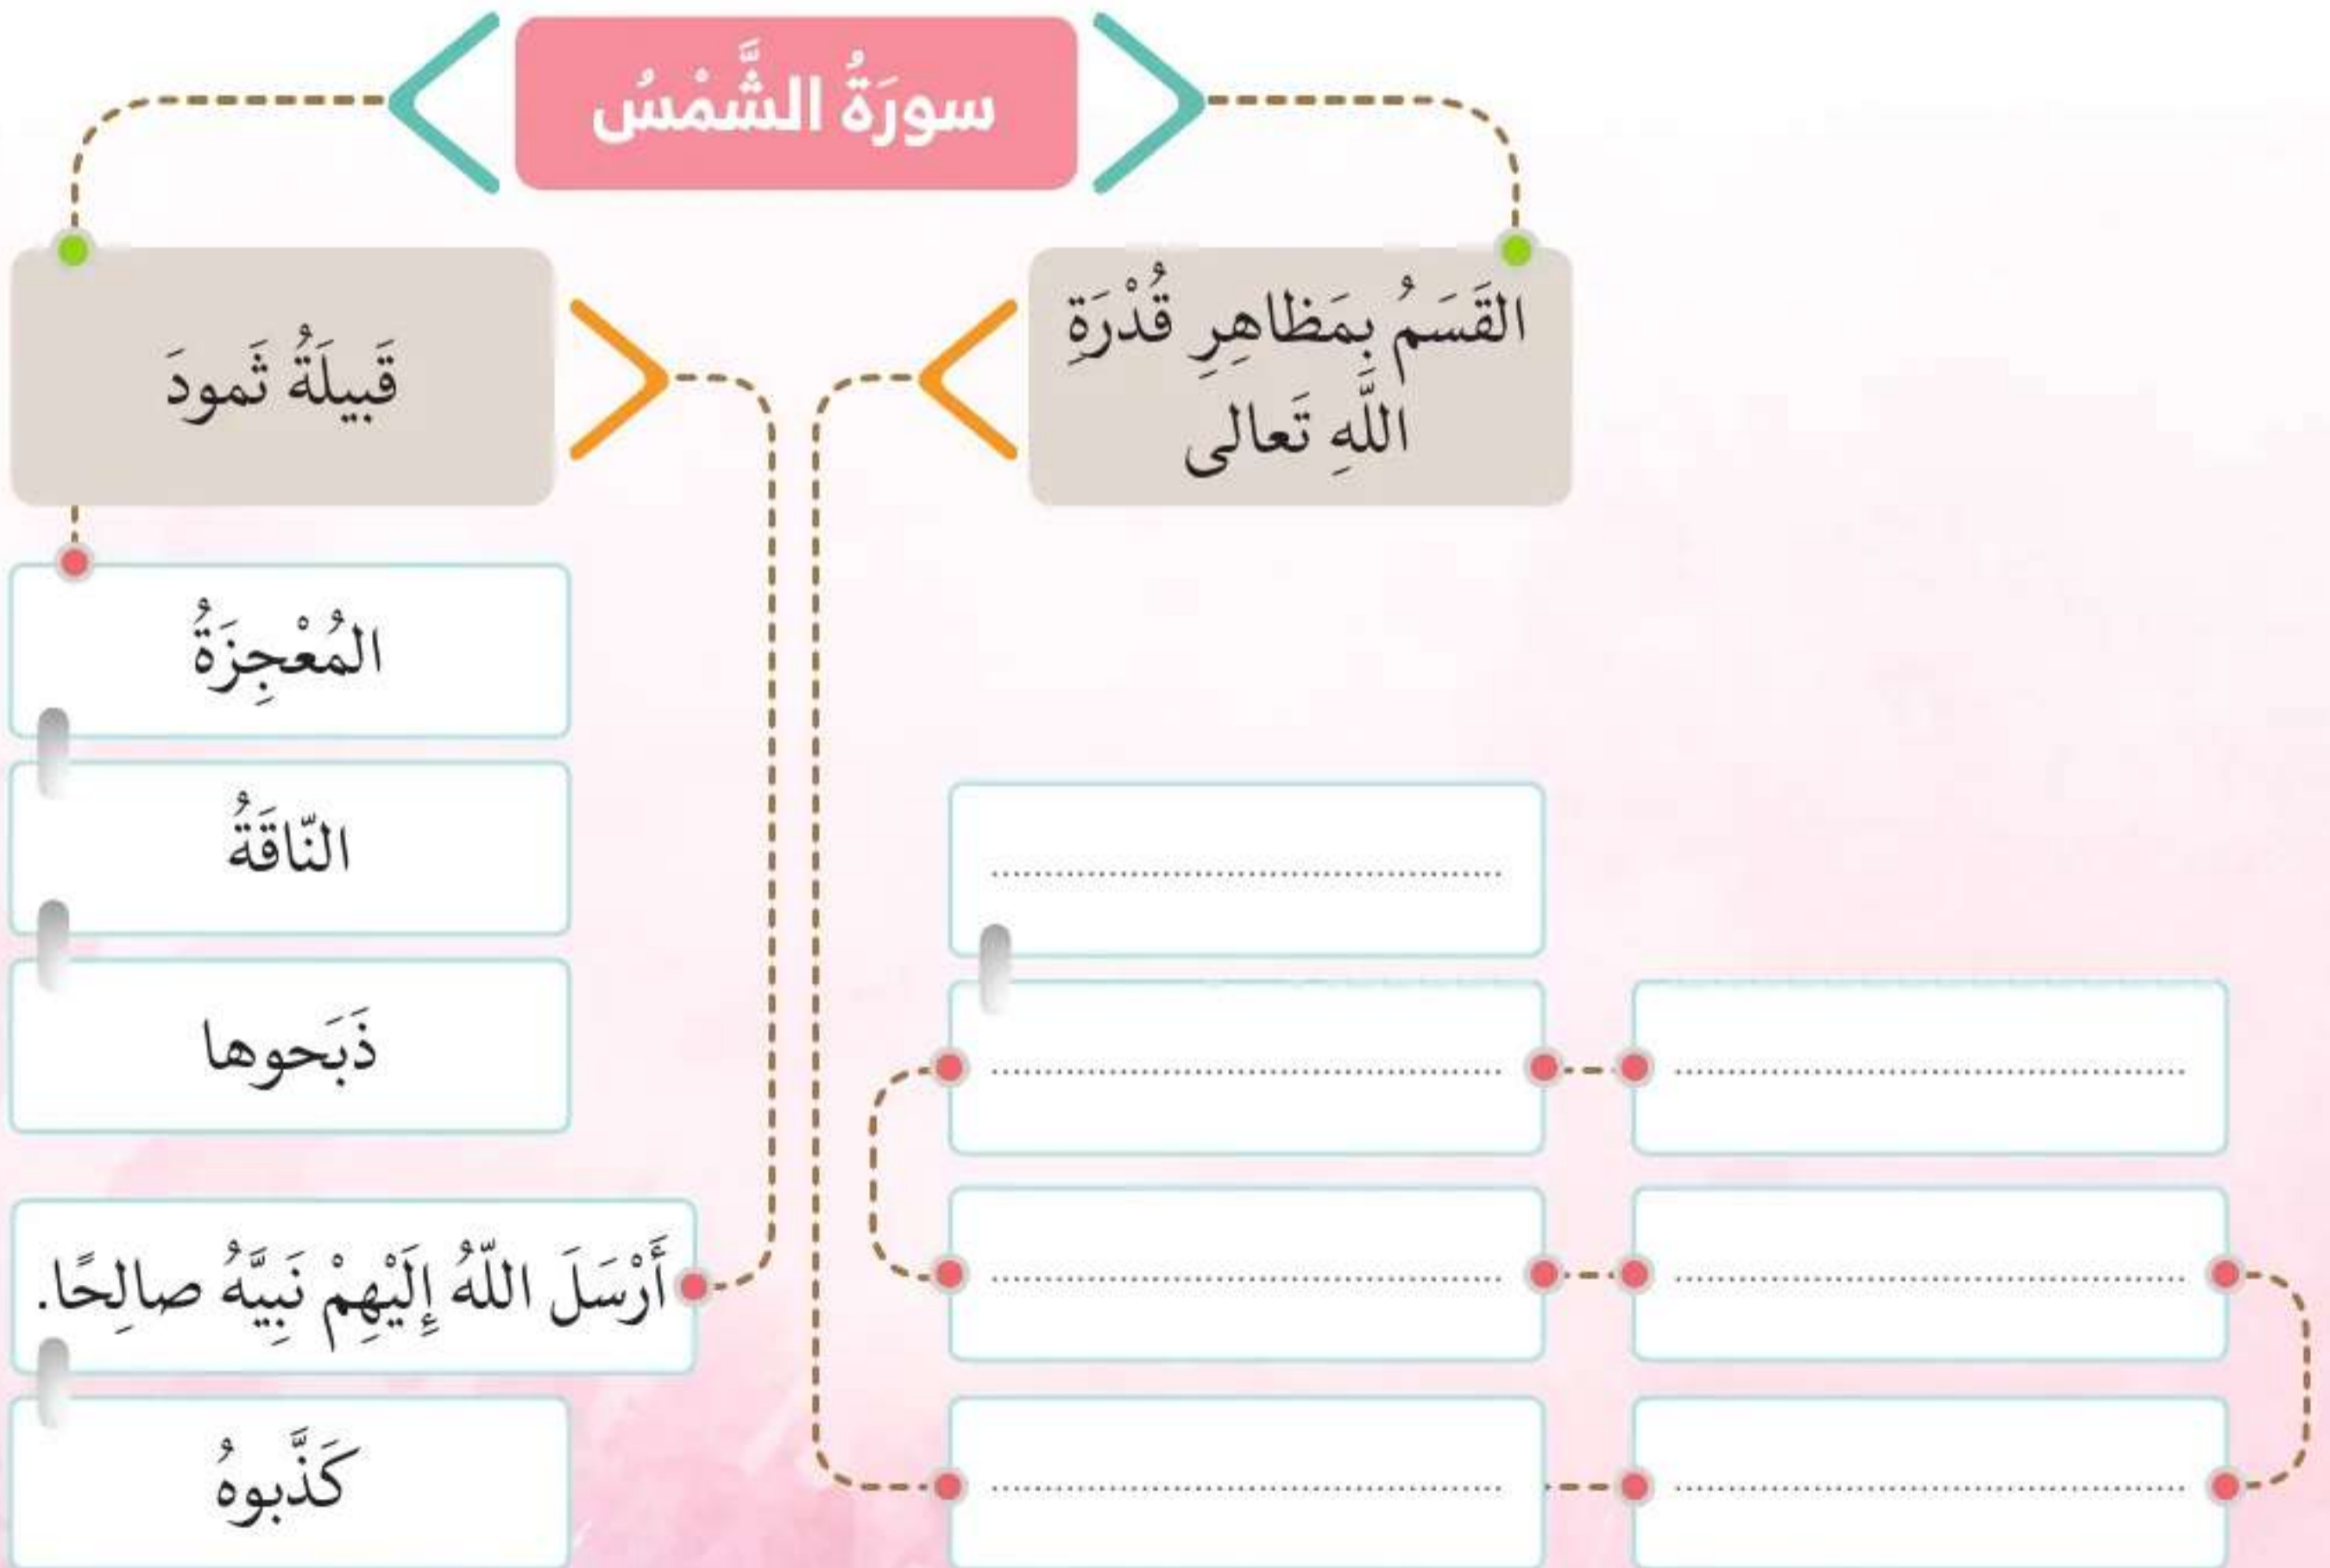 سورَةُ الشَّمْسُ
القَسَمُ بِمَظاهِرِ قُدْرَةِ
اللَّهِ تَعالى
قَبيلَةُ ثَمودَ
المُعْجِزَةُ
النّاقَةُ
ذَبَحوها
أَرْسَلَ اللّهُ إِلَيْهِمْ نَبِيَّهُ صالِحًا.
كَذَّبوهُ